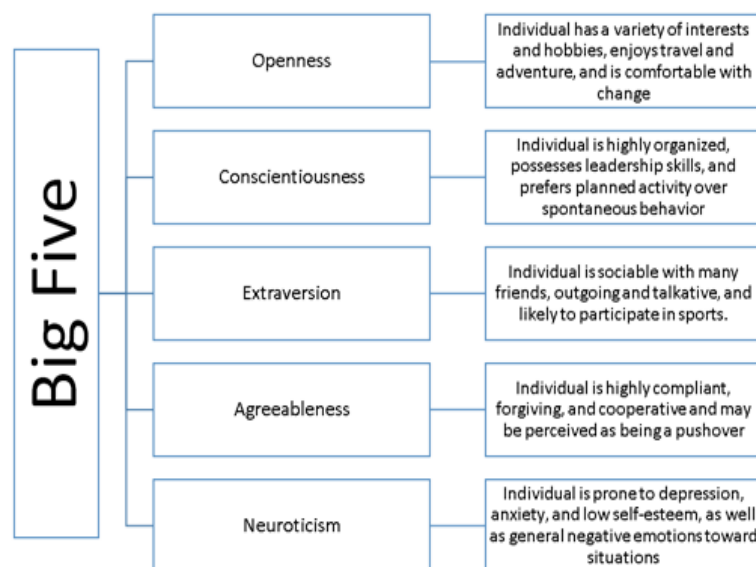 Big Five
Openness
Individual has a variety of interests
and hobbies, enjoys travel and
adventure, and is comfortable with
change
Conscientiousness
Individual is highly organized,
possesses leadership skills, and
prefers planned activity over
spontaneous behavior
Extraversion
Individual is sociable with many
friends, outgoing and talkative, and
likely to participate in sports.
Agreeableness
Individual is highly compliant,
forgiving, and cooperative and may
be perceived as being a pushover
Neuroticism
Individual is prone to depression,
anxiety, and low self-esteem, as well
as general negative emotions toward
situations